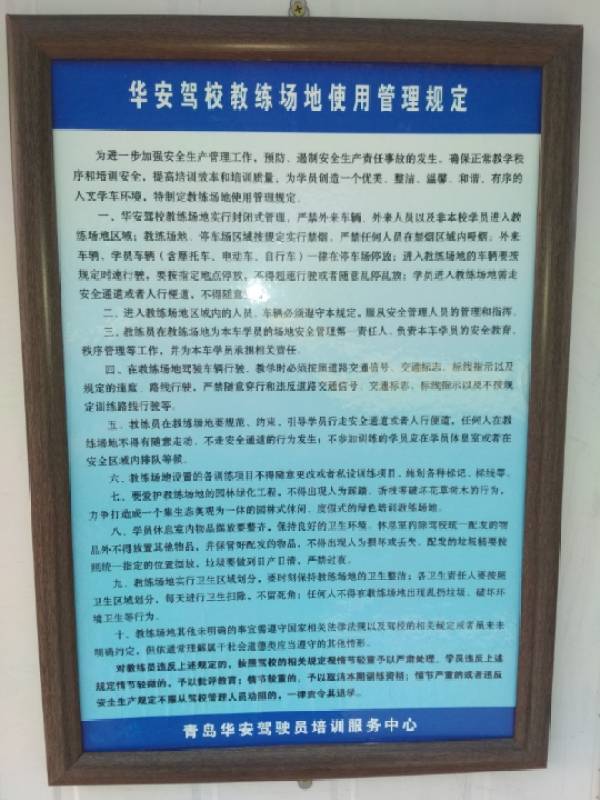 华安驾校教练场地使用管理规定
为进一步加强安全生产管理工作，预防、遏制安全生产责任事故的发生，确保正常教学秩
序和培训安全，提高培训效率和培训质量，为学员创造一个优美、整洁、温馨、和谐、有序的
人文学车环境，特制定教练场地使用管理规定。
一、华安驾校教练场地实行封闭式管理，严禁外来车辆、外来人员以及非本校学员进入教
练场地区域；教练场地、停车场区域按规定实行禁烟，严禁任何人员在禁烟区域内吸烟。外来
车辆、学员车辆（含摩托车、电动车、自行车）一律在停车场停放；进入教练场地的车辆要按
规定时速行驶，要按指定地点停放，不得超速行驶或者随意乱停乱放；学员进入教练场地需走
安全通道或者人行便道，不得随意
二、进入教练场地区域内的人员、车辆必须遵守本规定，服从安全管理人员的管理和指挥。
三、教练员在教练场地为本车学员的场地安全管理第一责任人，负责本车学员的安全教育、
秩序管理等工作，并为本车学员承担相关责任。
四、在教练场地驾驶车辆行驶、教学时必须按照道路交通信号、交通标志、标线指示以及
规定的速度、路线行驶，严禁随意穿行和违反道路交通信号、交通标志、标线指示以及不按规
定训练路线行驶等。
五、教练员在教练场地要规范、约束、引导学员行走安全通道或者人行便道，任何人在教
练场地不得有随意走动、不走安全通道的行为发生；不参加训练的学员应在学员休息室或者在
安全区域内排队等候。
六、教练场地设置的各训练项目不得随意更改或者私设训练项目，蚀划各种标记、标线等。
七、要爱护教练场地的园林绿化工程，不得出现人为踩踏、折枝等破坏花草树木的行为，
力争打造成一个集生态美观为一体的园林式休闲、度假式的绿色培训教练场地。
八、学员休息室内物品摆放要整齐，保持良好的卫生环境，休息室内除驾校统一配发的物
品外不得放置其他物品，并保管好配发的物品，不得出现人为损坏或丢失。配发的垃圾桶要按
照统一指定的位置摆放，垃圾要做到日产日清，严禁过夜。
九、教练场地实行卫生区域划分，要时刻保持教练场地的卫生整洁；各卫生责任人要按照
卫生区域划分，每天进行卫生扫除，不留死角；任何人不得在教练场地出现乱扔垃圾、破坏环
境卫生等行为。
十、教练场地其他未明确的事宜需遵守国家相关法律法规以及驾校的相关规定或者虽未
明确约定，但依通常理解属于社会道德类应当遵守的其他情形。
对教练员违反上述规定的，按照驾校的相关规定视情节轻重予以严肃处理。学员违反上述
规定情节轻微的，予以批评教育；情节较重的，予以取消本期训练资格；情节严重的或者违反
安全生产规定不服从驾校管理人员劝阻的，一律责令其退学。
青岛华安驾驶员培训服务中心